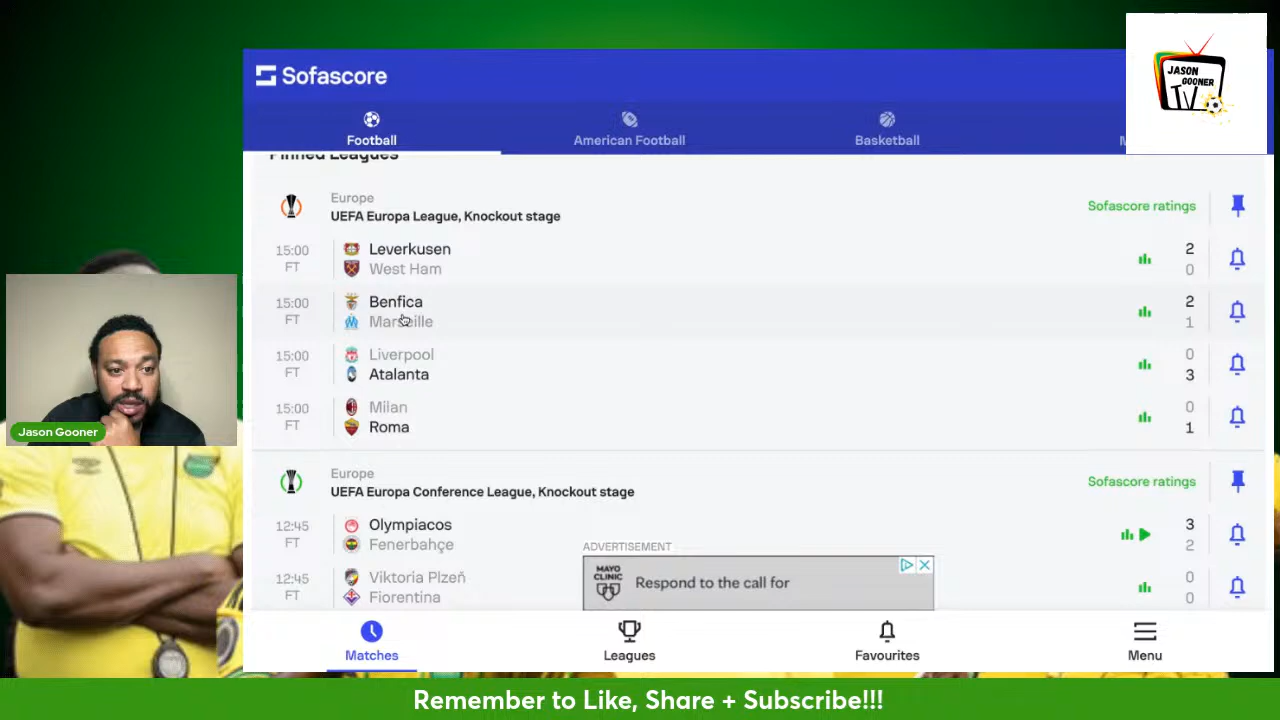 JASON
GOONER
TV
Sofascore
Football
American Football
Basketball
M
Pinned Leagues
Europe
UEFA Europa League, Knockout stage
Sofascore ratings
15:00
FT
Leverkusen
West Ham
2
0
15:00
FT
Benfica
Marseille
2
1
15:00
FT
Liverpool
Atalanta
0
3
15:00
FT
Milan
Roma
0
1
Europe
UEFA Europa Conference League, Knockout stage
Sofascore ratings
12:45
FT
Olympiacos
Fenerbahçe
3
2
12:45
FT
Viktoria Plzeň
Fiorentina
0
0
ADVERTISEMENT
MAYO
CLINIC
Respond to the call for
Matches
Leagues
Favourites
Menu
Jason Gooner
Remember to Like, Share + Subscribe!!!